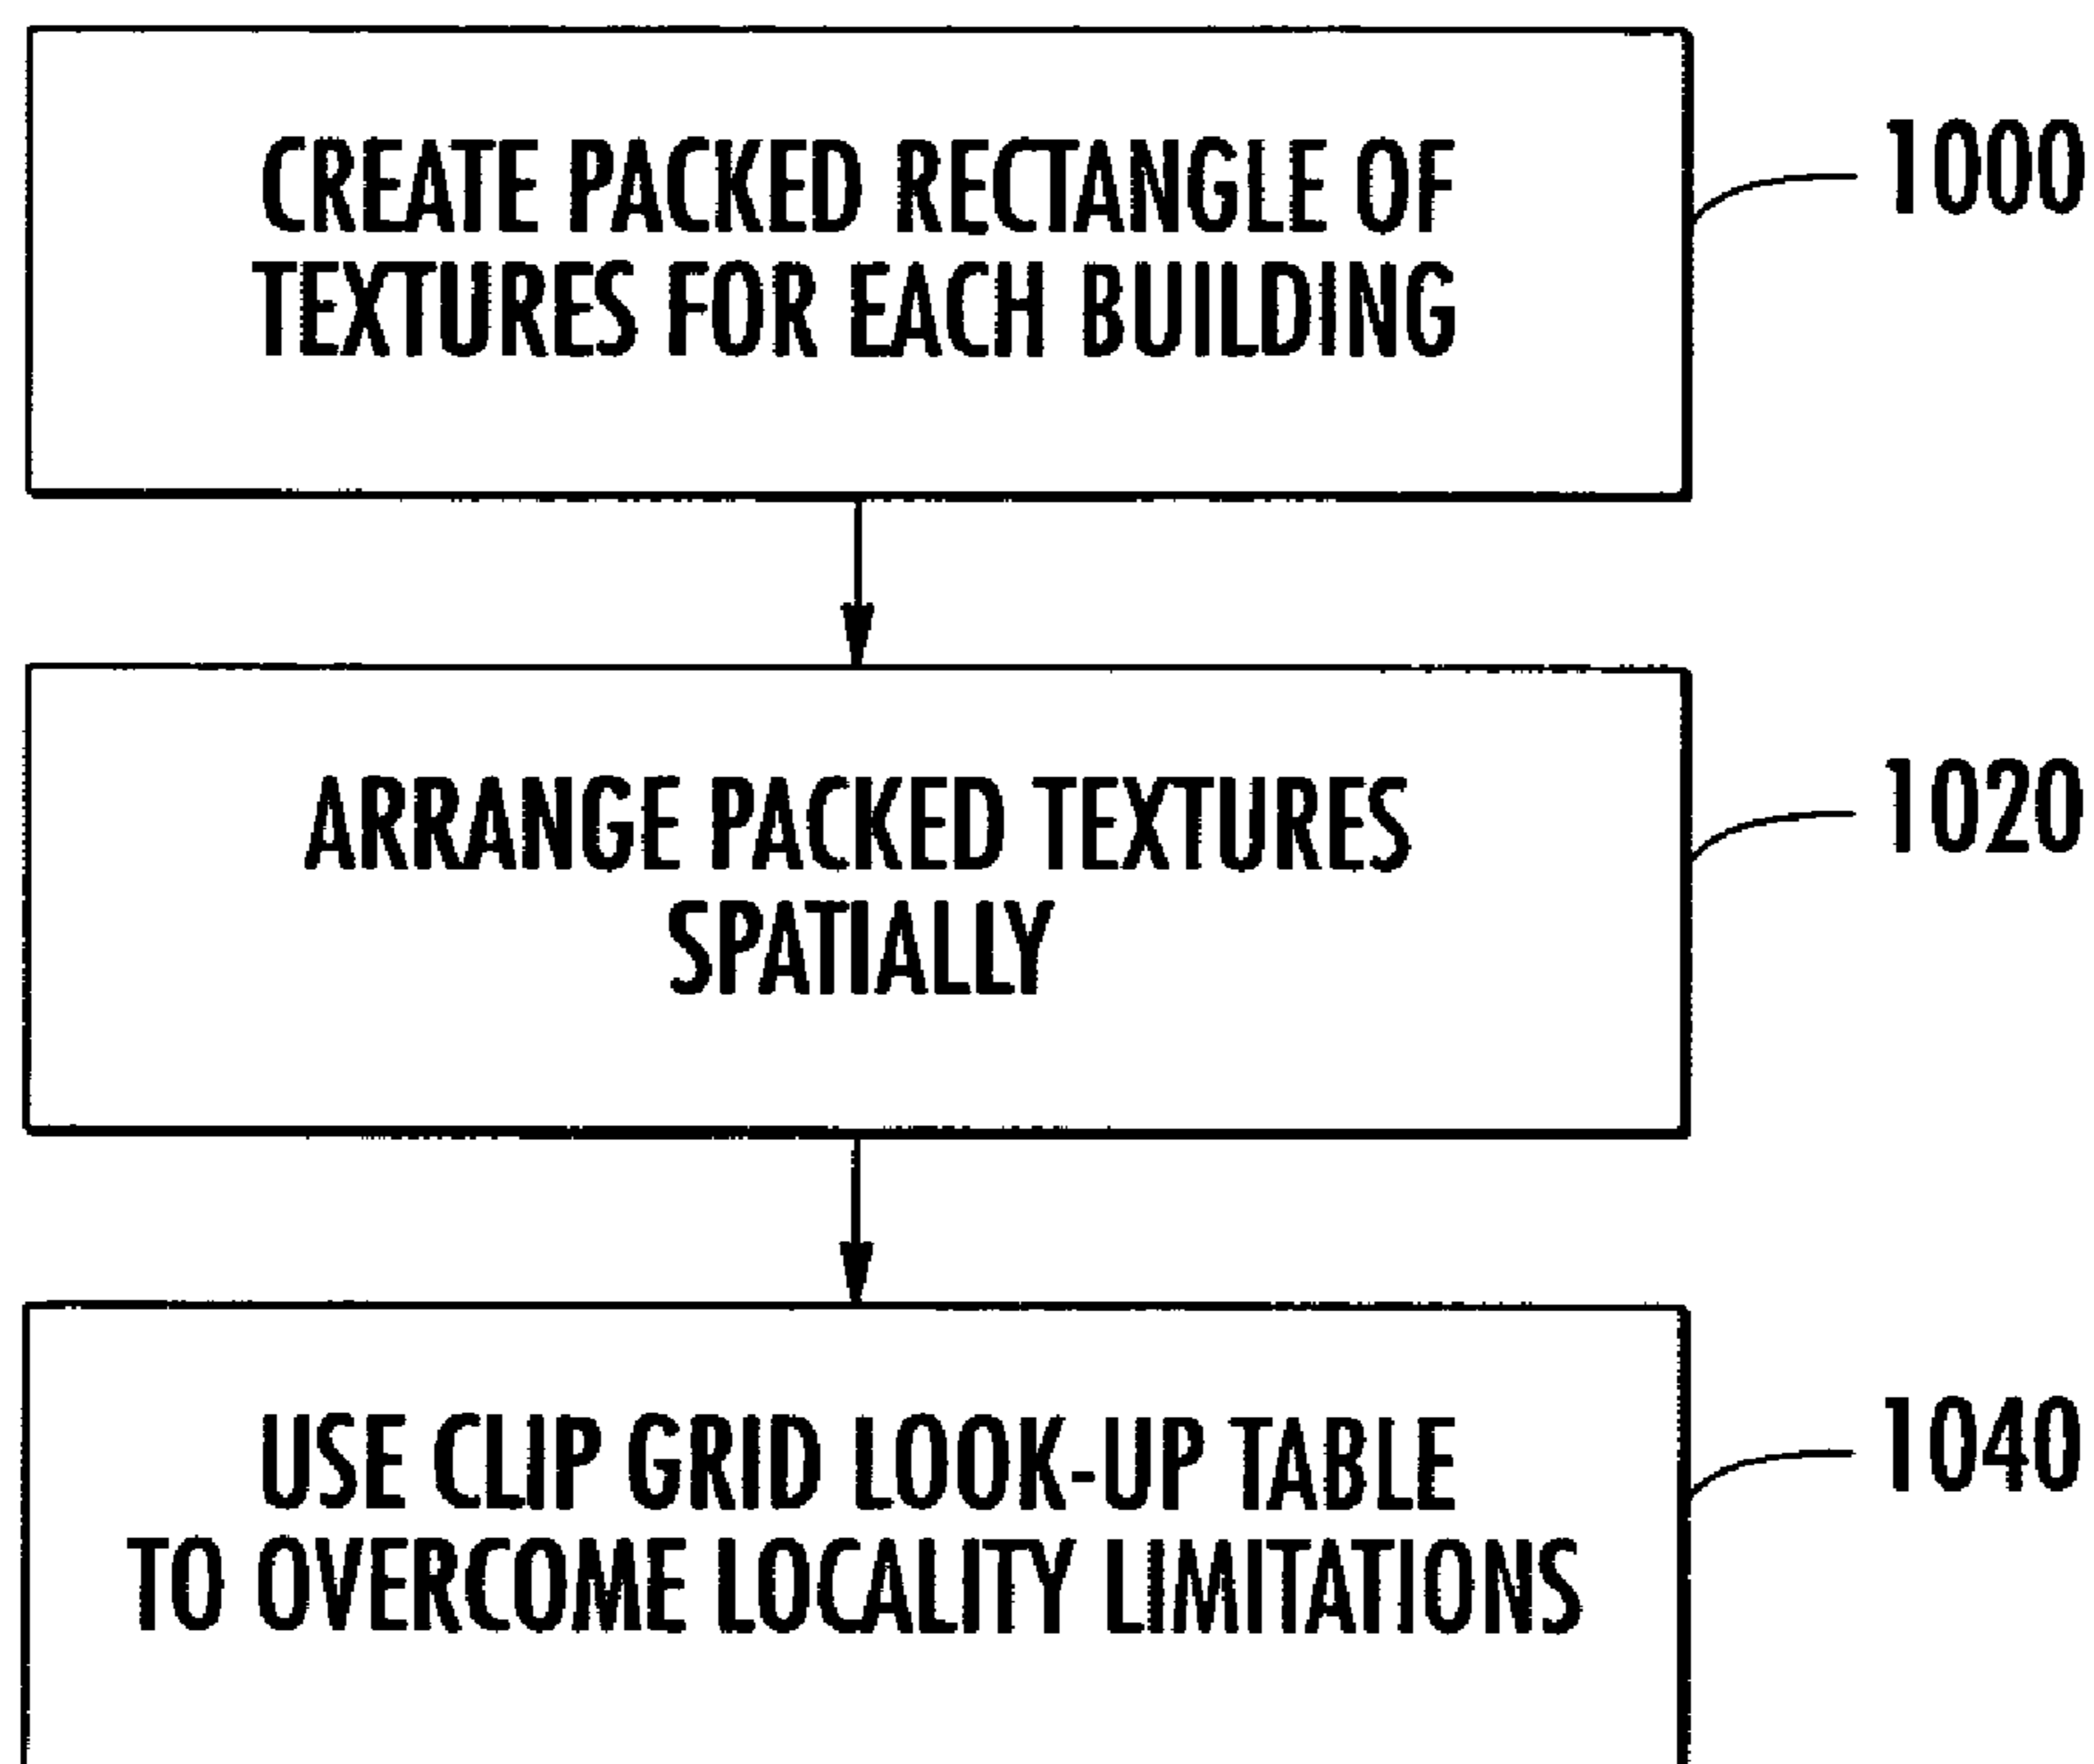 CREATE PACKED RECTANGLE OF
TEXTURES FOR EACH BUILDING
1000
ARRANGE PACKED TEXTURES
SPATIALLY
1020
USE CLIP GRID LOOK-UP TABLE
TO OVERCOME LOCALITY LIMITATIONS
1040